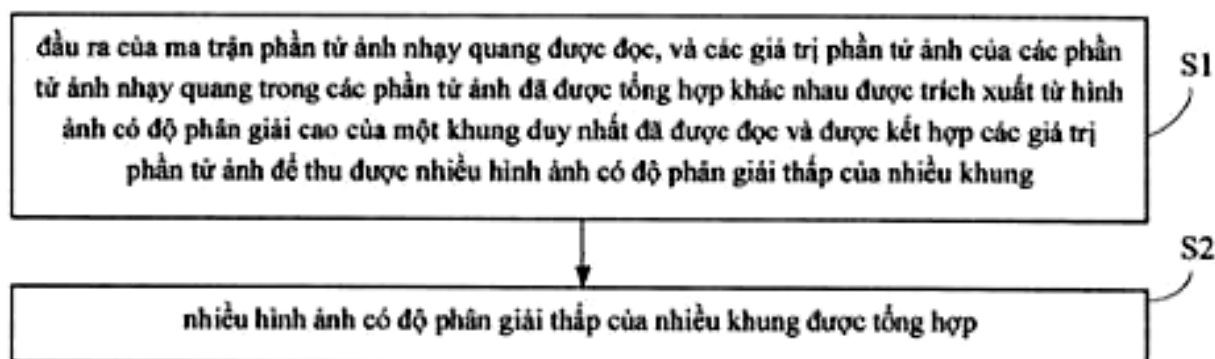 đầu ra của ma trận phần tử ảnh nhạy quang được đọc, và các giá trị phần tử ảnh của các phần
tử ảnh nhạy quang trong các phần tử ảnh đã được tổng hợp khác nhau được trích xuất từ hình
ảnh có độ phân giải cao của một khung duy nhất đã được đọc và được kết hợp các giá trị
phần tử ảnh để thu được nhiều hình ảnh có độ phân giải thấp của nhiều khung
S1
S2
nhiều hình ảnh có độ phân giải thấp của nhiều khung được tổng hợp